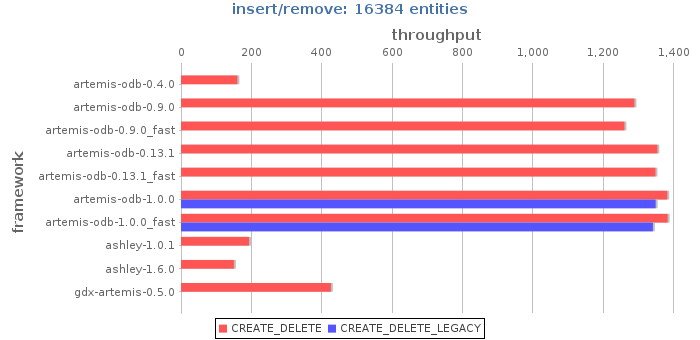 insert/remove: 16384 entities
throughput
0 200 400 600 800 1,000 1,200 1,400
framework
artemis-odb-0.4.0
artemis-odb-0.9.0
artemis-odb-0.9.0_fast
artemis-odb-0.13.1
artemis-odb-0.13.1_fast
artemis-odb-1.0.0
artemis-odb-1.0.0_fast
ashley-1.0.1
ashley-1.6.0
gdx-artemis-0.5.0
CREATE_DELETE CREATE_DELETE_LEGACY